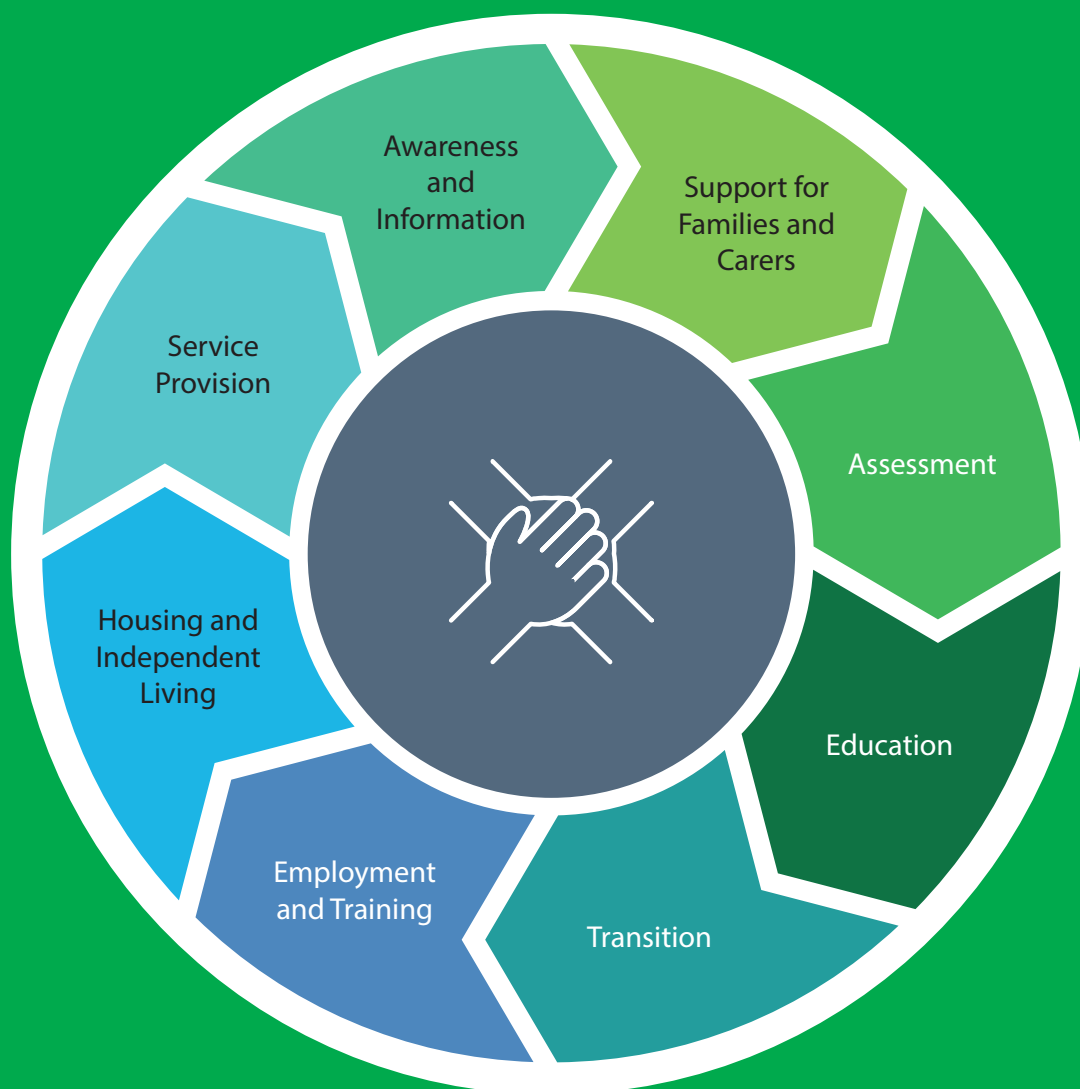 Awareness
and
Information
Support for
Families and
Carers
Assessment
Education
Transition
Employment
and Training
Housing and
Independent
Living
Service
Provision